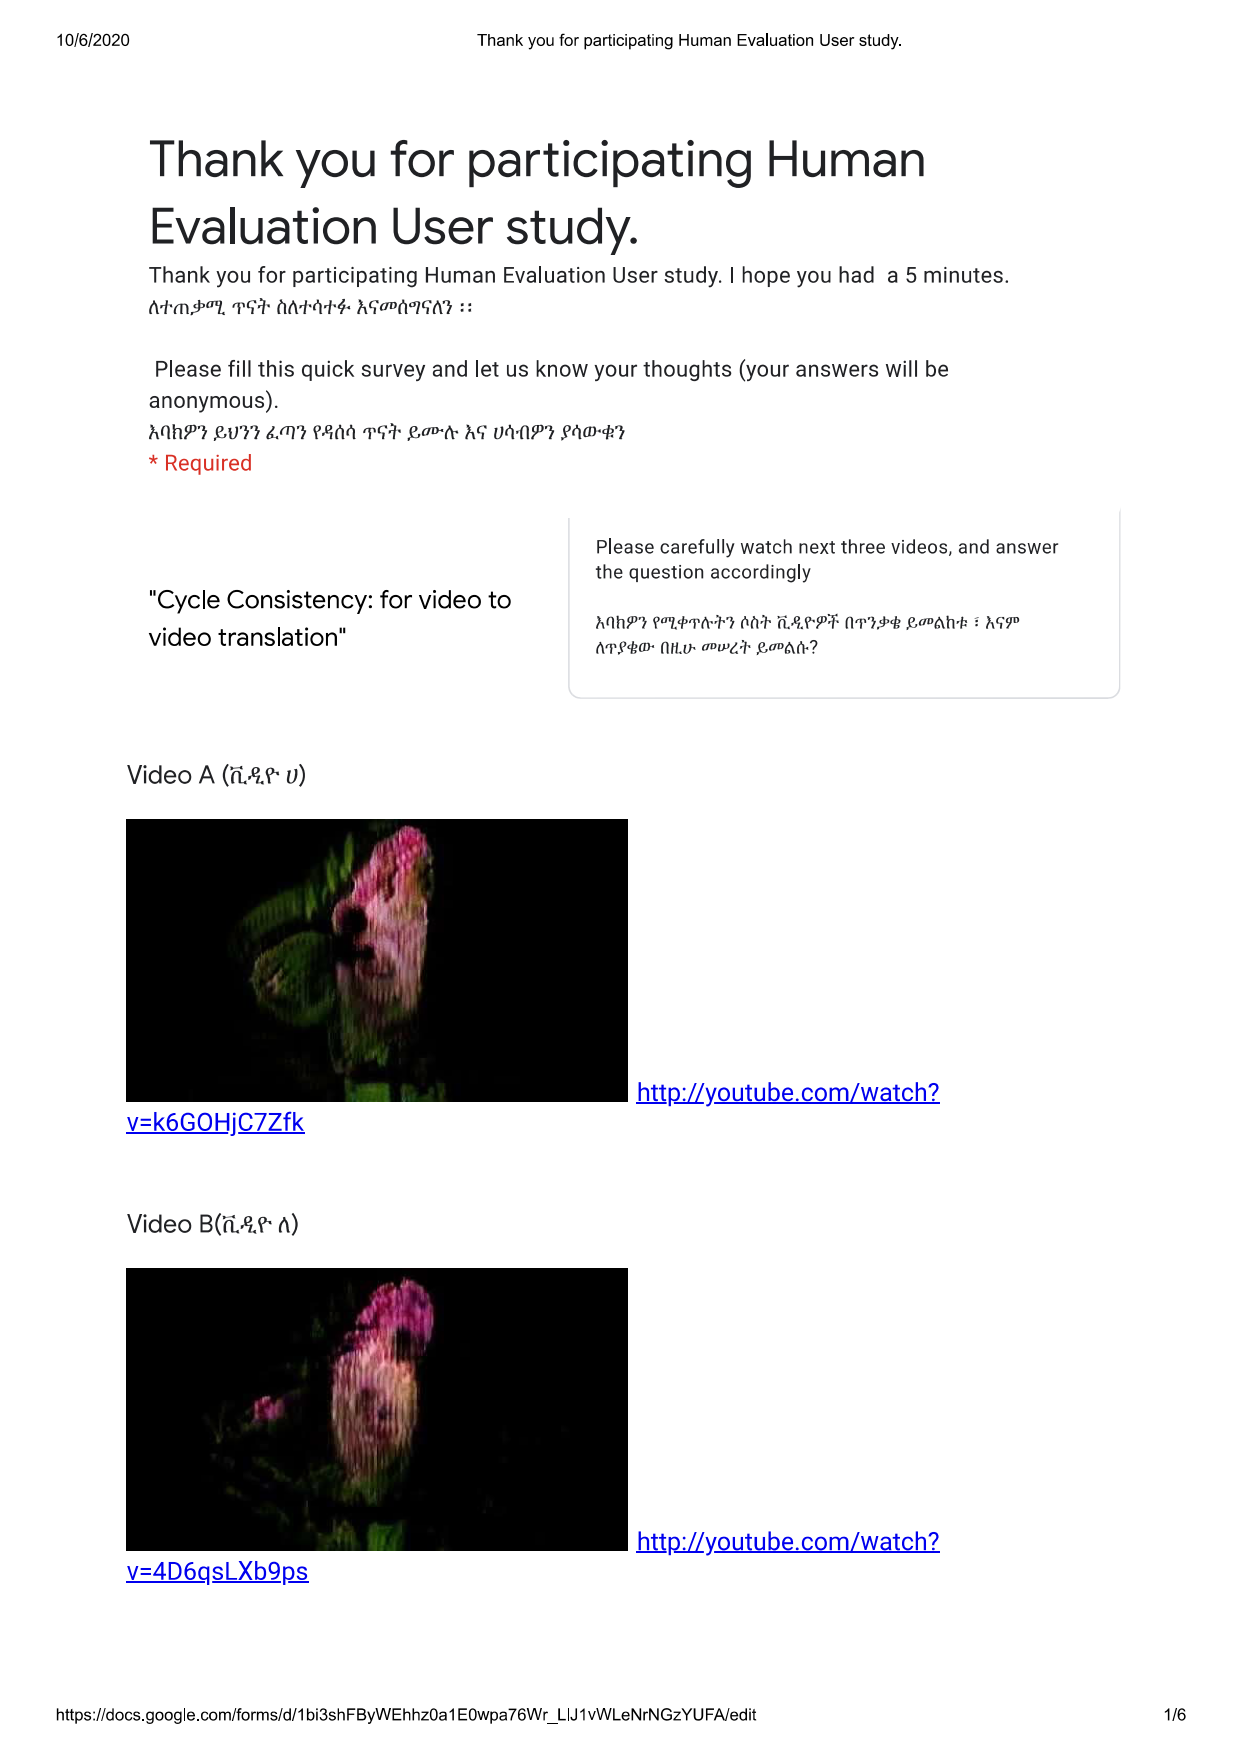 10/6/2020
Thank you for participating Human Evaluation User study.
Thank you for participating Human
Evaluation User study.
Thank you for participating Human Evaluation User study. I hope you had  a 5 minutes.
ለተጠቃሚ ጥናት ስለተሳተፉ እናመሰግናለን ፡፡
Please fill this quick survey and let us know your thoughts (your answers will be
anonymous).
እባክዎን ይህንን ፈጣን የዳሰሳ ጥናት ይሙሉ እና ሀሳብዎን ያሳውቁን
* Required
"Cycle Consistency: for video to
video translation"
Please carefully watch next three videos, and answer
the question accordingly
እባክዎን የሚቀጥሉትን ሶስት ቪዲዮዎች በጥንቃቄ ይመልከቱ ፣ እናም
ለጥያቄው በዚሁ መሠረት ይመልሱ?
Video A (ቪዲዮ ሀ)
http://youtube.com/watch?
v=k6GOHjC7Zfk
Video B(ቪዲዮ ለ)
http://youtube.com/watch?
v=4D6qsLXb9ps
https://docs.google.com/forms/d/1bi3shFByWEhhz0a1E0wpa76Wr_LlJ1vWLeNrNGzYUFA/edit
1/6